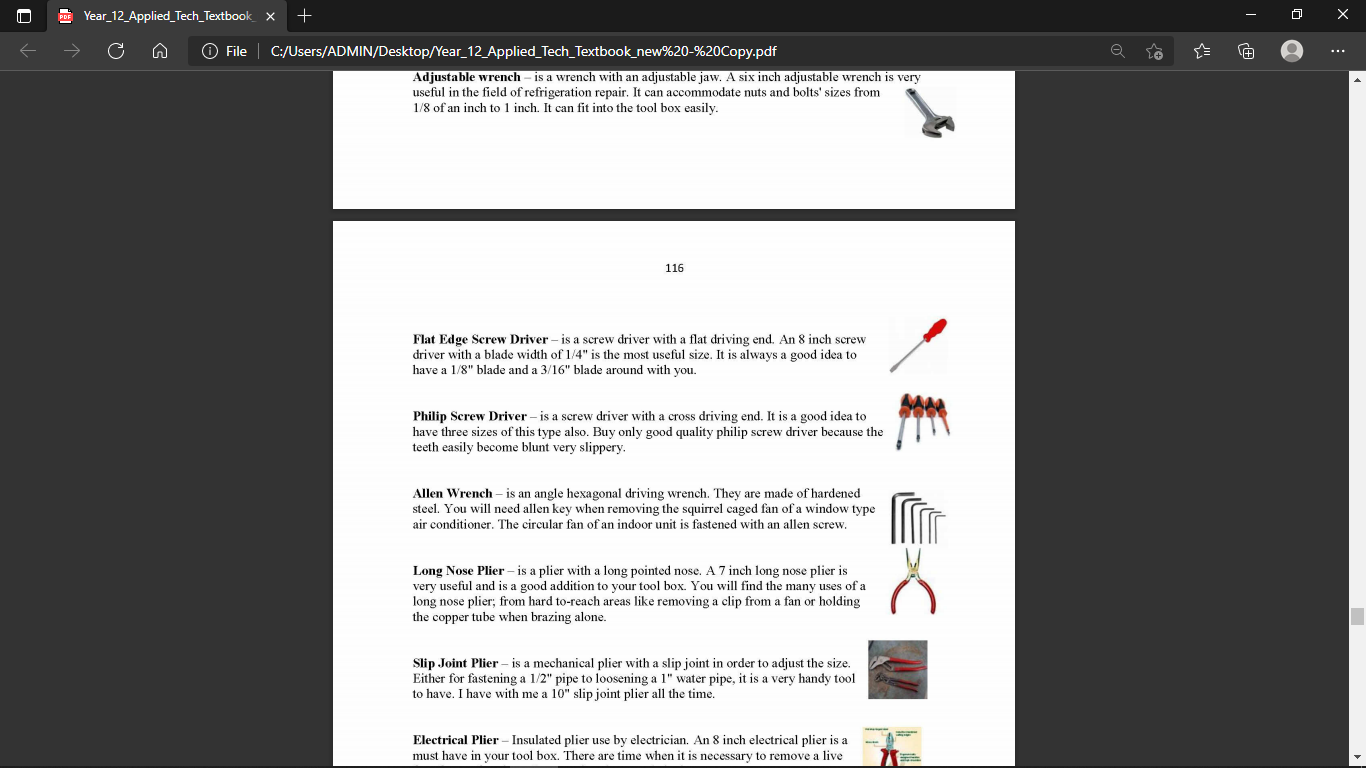 Year_12_Applied_Tech_Textbook_
File
C:/Users/ADMIN/Desktop/Year_12_Applied_Tech_Textbook_new%20-%20Copy.pdf
Adjustable wrench – is a wrench with an adjustable jaw. A six inch adjustable wrench is very
useful in the field of refrigeration repair. It can accommodate nuts and bolts' sizes from
1/8 of an inch to 1 inch. It can fit into the tool box easily.
116
Flat Edge Screw Driver – is a screw driver with a flat driving end. An 8 inch screw
driver with a blade width of 1/4" is the most useful size. It is always a good idea to
have a 1/8" blade and a 3/16" blade around with you.
Philip Screw Driver – is a screw driver with a cross driving end. It is a good idea to
have three sizes of this type also. Buy only good quality philip screw driver because the
teeth easily become blunt very slippery.
Allen Wrench – is an angle hexagonal driving wrench. They are made of hardened
steel. You will need allen key when removing the squirrel caged fan of a window type
air conditioner. The circular fan of an indoor unit is fastened with an allen screw.
Long Nose Plier – is a plier with a long pointed nose. A 7 inch long nose plier is
very useful and is a good addition to your tool box. You will find the many uses of a
long nose plier; from hard to-reach areas like removing a clip from a fan or holding
the copper tube when brazing alone.
Slip Joint Plier – is a mechanical plier with a slip joint in order to adjust the size.
Either for fastening a 1/2" pipe to loosening a 1" water pipe, it is a very handy tool
to have. I have with me a 10" slip joint plier all the time.
Electrical Plier – Insulated plier use by electrician. An 8 inch electrical plier is a
must have in your tool box. There are time when it is necessary to remove a live